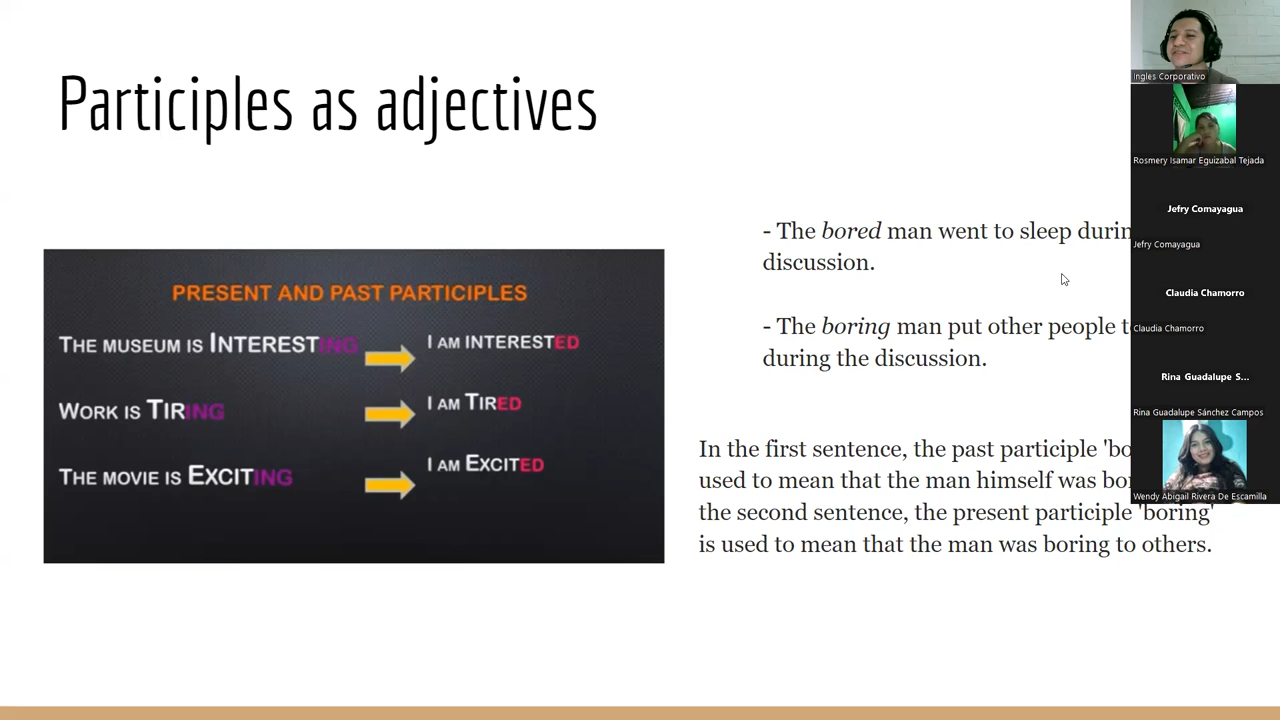 Participles as adjectives
PRESENT AND PAST PARTICIPLES
THE MUSEUM IS INTERESTING
I AM INTERESTED
WORK IS TIRING
I AM TIRED
THE MOVIE IS EXCITING
I AM EXCITED
- The bored man went to sleep
discussion.
- The boring man put other people
during the discussion.
In the first sentence, the past participle
used to mean that the man himself was
the second sentence, the present participle 'boring'
is used to mean that the man was boring to others.
Ingles Corporativo
Rosmery Isamar Eguizabal Tejada
Jefry Comayagua
Jefry Comayagua
Claudia Chamorro
Claudia Chamorro
Rina Guadalupe S...
Rina Guadalupe Sánchez Campos
Wendy Abigail Rivera De Escamilla